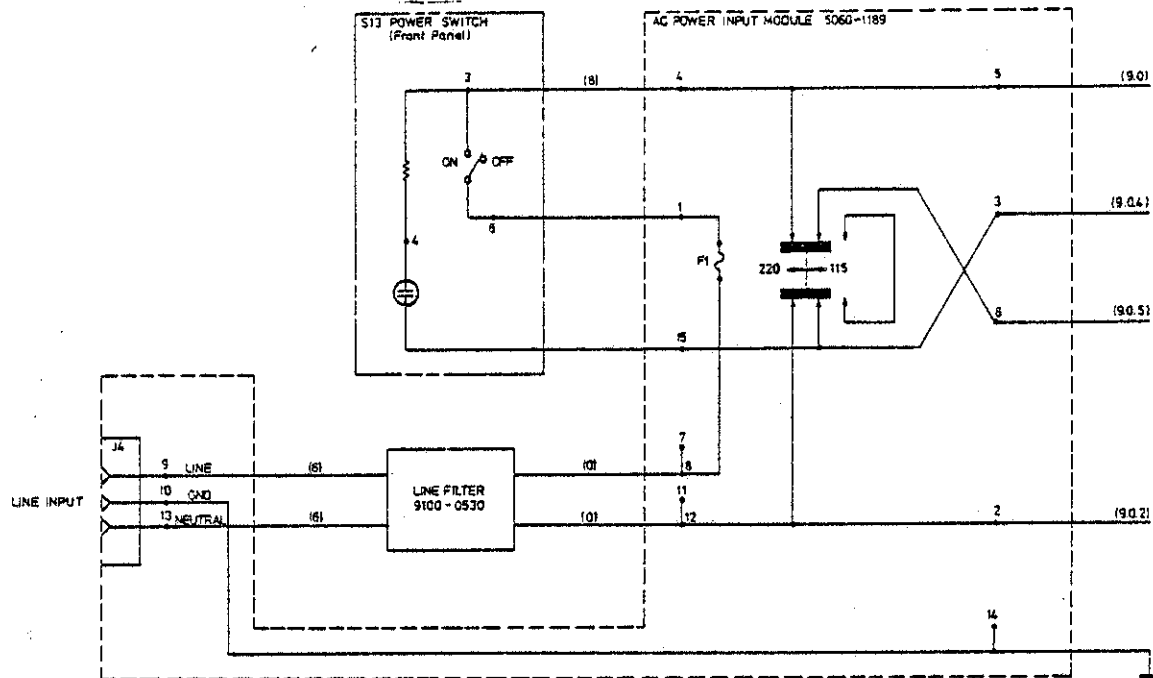 S13 POWER SWITCH
(Front Panel)
AC POWER INPUT MODULE 5060-1189
3
(8)
4
5
(9.0)
ON
OFF
6
1
3
(9.0.4)
4
F1
220
115
6
(9.0.5)
15
J4
9
LINE
(6)
7
8
(0)
LINE INPUT
10
GND
LINE FILTER
9100-0530
11
13
NEUTRAL
(6)
(0)
12
2
(9.0.2)
14